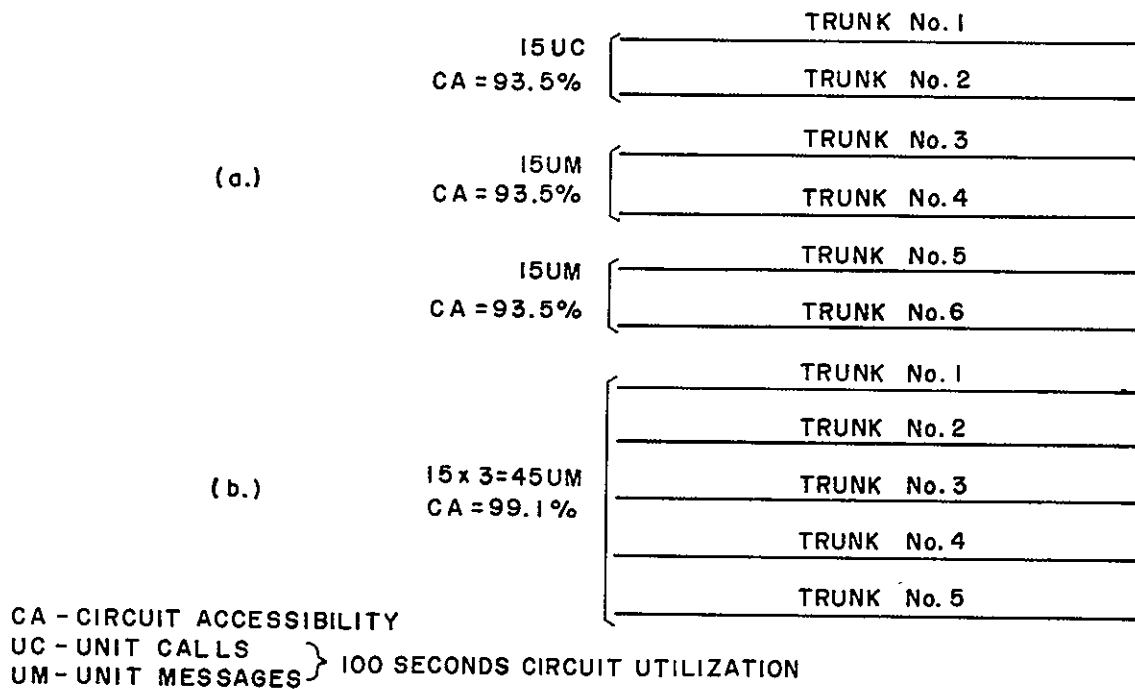 TRUNK No. 1
15 UC
CA = 93.5%
TRUNK No. 2
TRUNK No. 3
(a.)
15UM
CA = 93.5%
TRUNK No. 4
TRUNK No. 5
15UM
CA = 93.5%
TRUNK No. 6
TRUNK No. 1
TRUNK No. 2
(b.)
15 x 3=45UM
CA = 99.1%
TRUNK No. 3
TRUNK No. 4
TRUNK No. 5
CA - CIRCUIT ACCESSIBILITY
UC - UNIT CALLS
UM - UNIT MESSAGES } 100 SECONDS CIRCUIT UTILIZATION